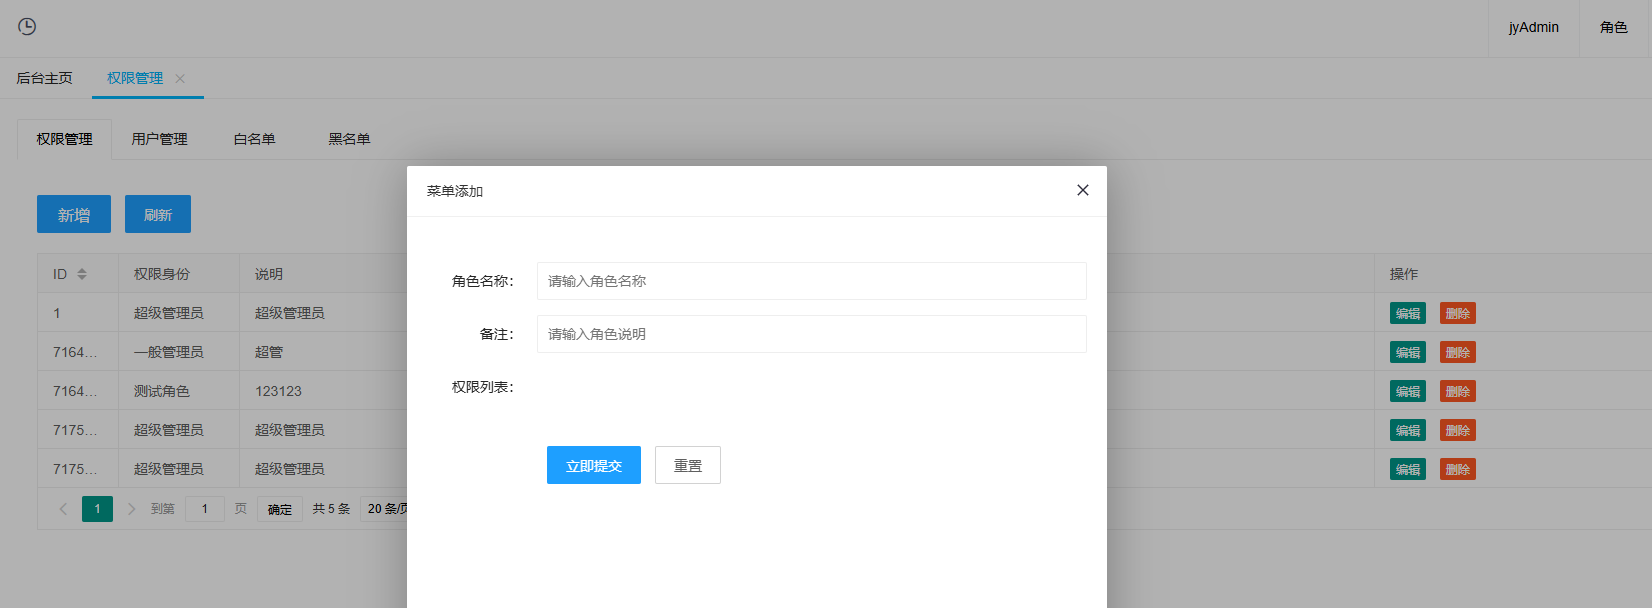 jyAdmin 角色
后台主页 权限管理
权限管理 用户管理 白名单 黑名单
菜单添加
新增 刷新
角色名称： 请输入角色名称
备注： 请输入角色说明
权限列表：
立即提交 重置
ID 权限身份 说明 操作
1 超级管理员 超级管理员 编辑 删除
7164... 一般管理员 超管 编辑 删除
7164... 测试角色 123123 编辑 删除
7175... 超级管理员 超级管理员 编辑 删除
7175... 超级管理员 超级管理员 编辑 删除
1 到第 1 页 确定 共 5 条 20 条/页